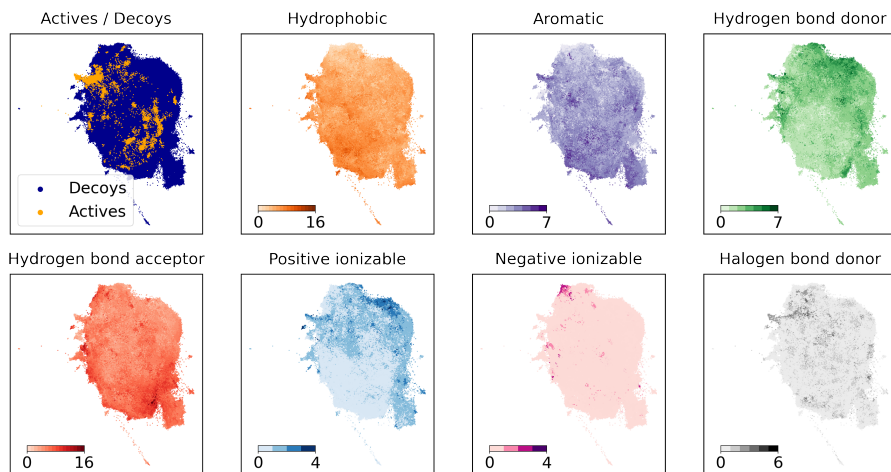 Actives / Decoys
Hydrophobic
Aromatic
Hydrogen bond donor
Decoys
Actives
0 16
0 7
0 7
Hydrogen bond acceptor
Positive ionizable
Negative ionizable
Halogen bond donor
0 16
0 4
0 4
0 6